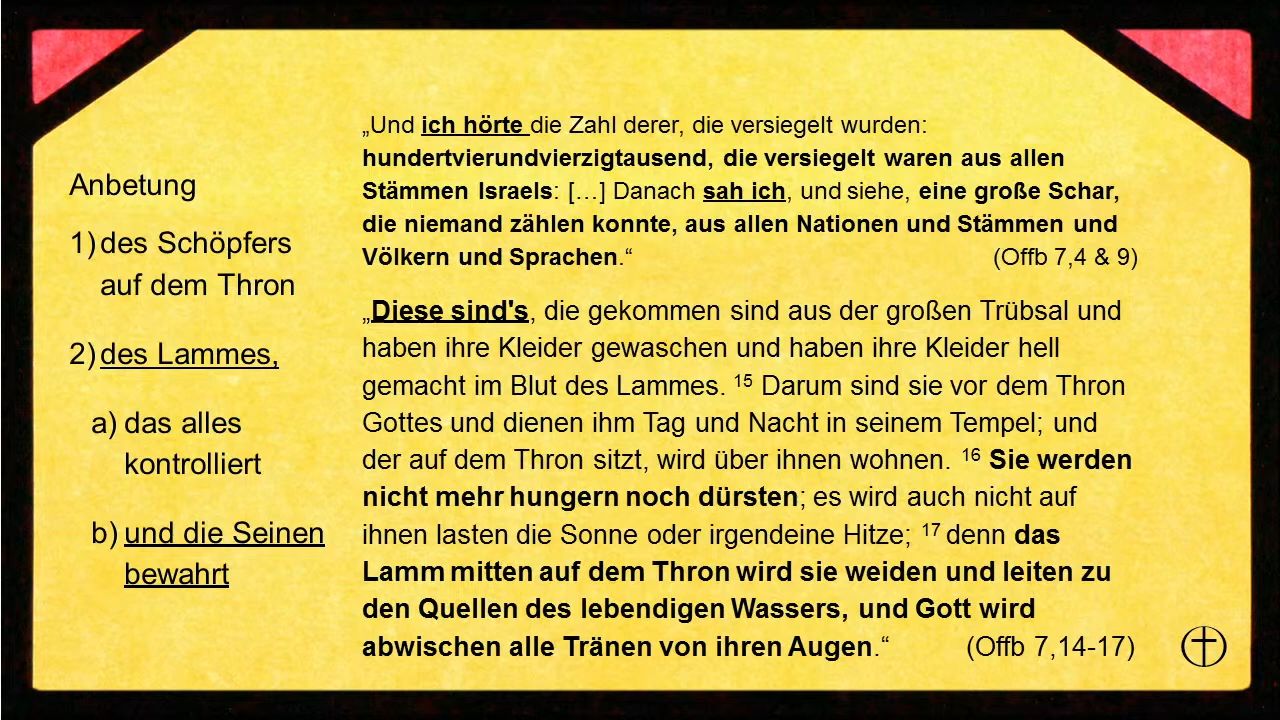 Anbetung
1) des Schöpfers
auf dem Thron
2) des Lammes,
a) das alles
kontrolliert
b) und die Seinen
bewahrt
„Und ich hörte die Zahl derer, die versiegelt wurden:
hundertvierundvierzigtausend, die versiegelt waren aus allen
Stämmen Israels: […] Danach sah ich, und siehe, eine große Schar,
die niemand zählen konnte, aus allen Nationen und Stämmen und
Völkern und Sprachen.“ (Offb 7,4 & 9)
„Diese sind's, die gekommen sind aus der großen Trübsal und
haben ihre Kleider gewaschen und haben ihre Kleider hell
gemacht im Blut des Lammes. 15 Darum sind sie vor dem Thron
Gottes und dienen ihm Tag und Nacht in seinem Tempel; und
der auf dem Thron sitzt, wird über ihnen wohnen. 16 Sie werden
nicht mehr hungern noch dürsten; es wird auch nicht auf
ihnen lasten die Sonne oder irgendeine Hitze; 17 denn das
Lamm mitten auf dem Thron wird sie weiden und leiten zu
den Quellen des lebendigen Wassers, und Gott wird
abwischen alle Tränen von ihren Augen.“ (Offb 7,14-17)